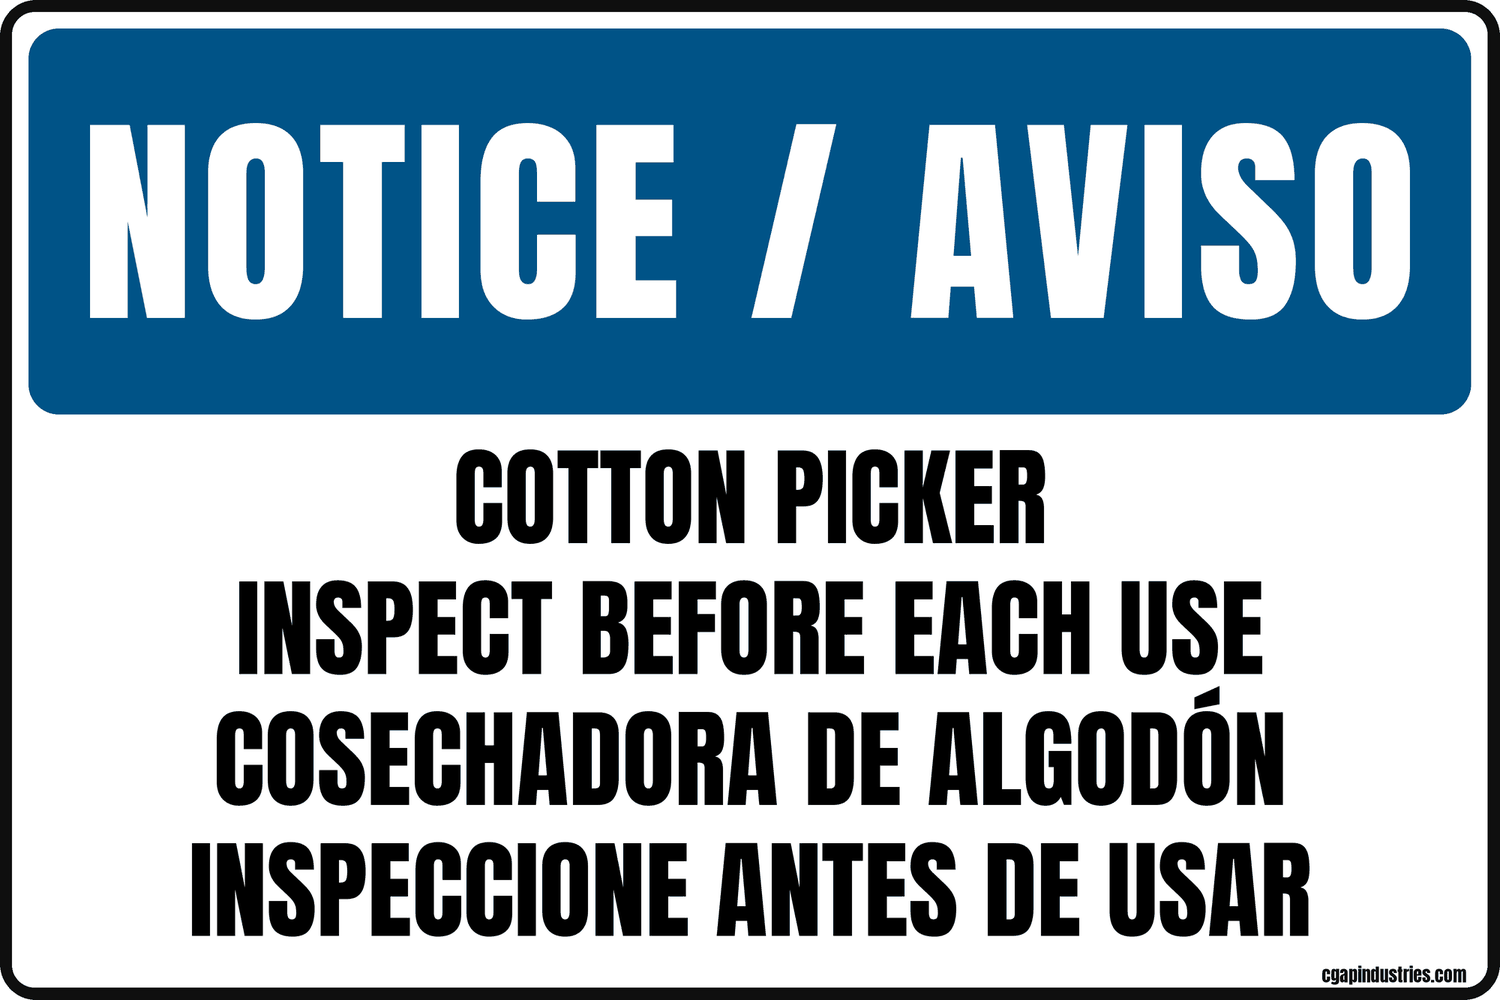 NOTICE / AVISO
COTTON PICKER
INSPECT BEFORE EACH USE
COSECHADORA DE ALGODÓN
INSPECCIONE ANTES DE USAR
cgapindustries.com